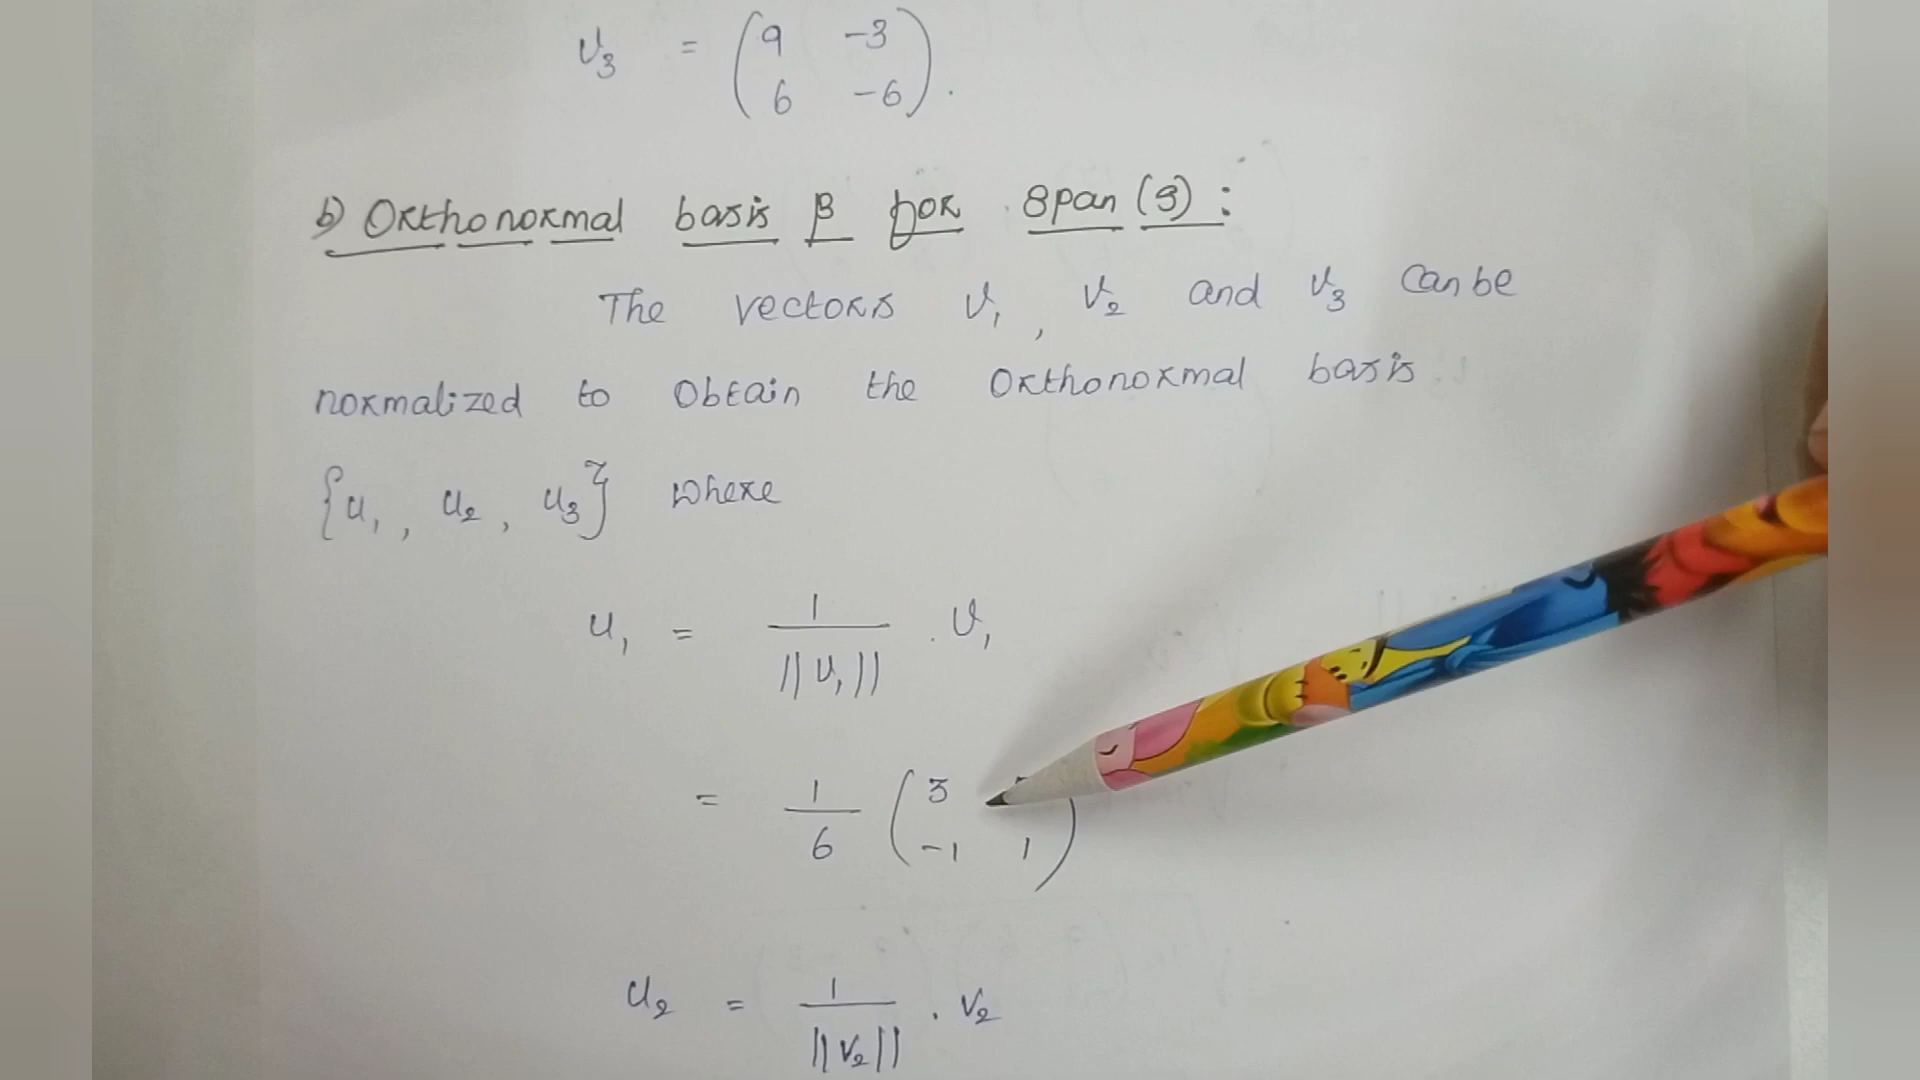 v₃ = ( 9 -3
6 -6 ) .
b) Orthonormal basis β for span (S) :
The vectors v₁, v₂ and v₃ can be
normalized to obtain the orthonormal basis
{u₁, u₂, u₃} where
u₁ = 1 / ||v₁|| . v₁
= 1 / 6 ( 3
-1 1 )
u₂ = 1 / ||v₂|| . v₂